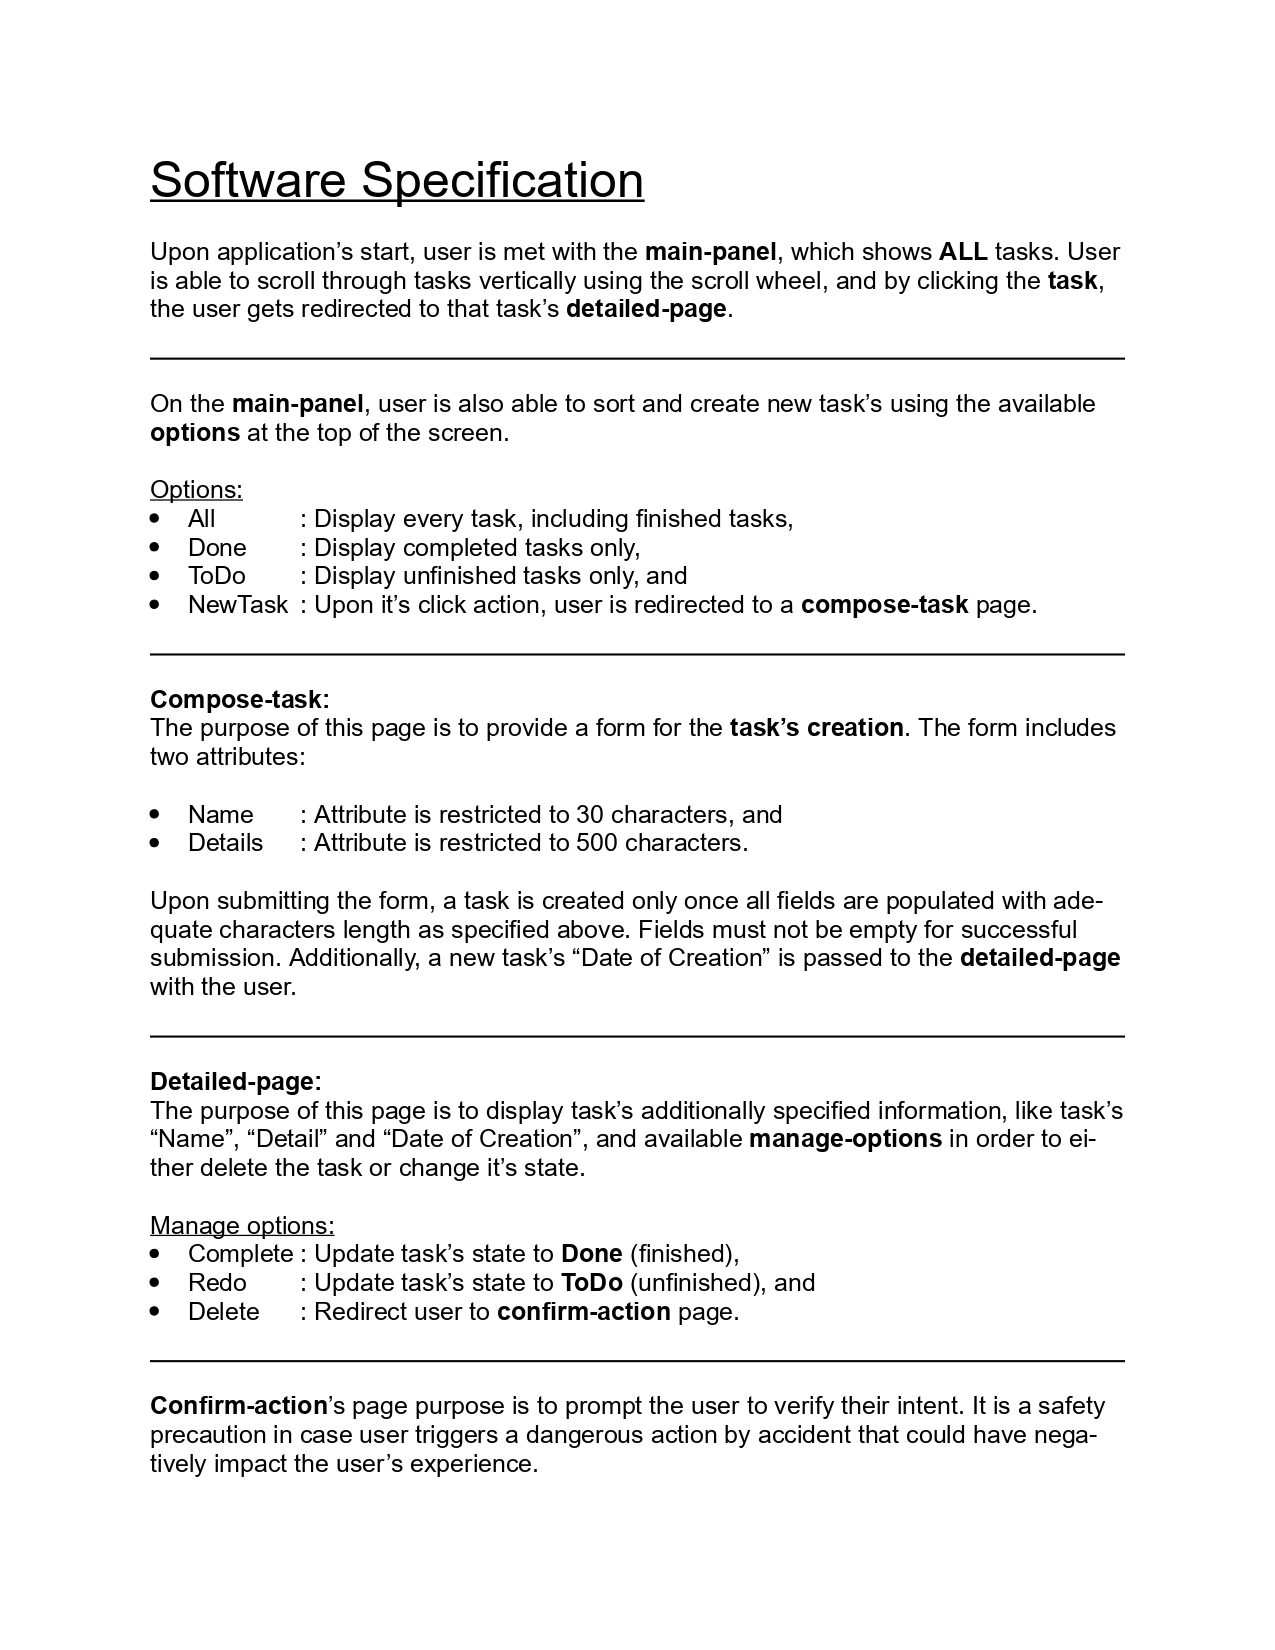 Software Specification
Upon application’s start, user is met with the main-panel, which shows ALL tasks. User
is able to scroll through tasks vertically using the scroll wheel, and by clicking the task,
the user gets redirected to that task’s detailed-page.
On the main-panel, user is also able to sort and create new task’s using the available
options at the top of the screen.
Options:
• All : Display every task, including finished tasks,
• Done : Display completed tasks only,
• ToDo : Display unfinished tasks only, and
• NewTask : Upon it’s click action, user is redirected to a compose-task page.
Compose-task:
The purpose of this page is to provide a form for the task’s creation. The form includes
two attributes:
• Name : Attribute is restricted to 30 characters, and
• Details : Attribute is restricted to 500 characters.
Upon submitting the form, a task is created only once all fields are populated with ade-
quate characters length as specified above. Fields must not be empty for successful
submission. Additionally, a new task’s “Date of Creation” is passed to the detailed-page
with the user.
Detailed-page:
The purpose of this page is to display task’s additionally specified information, like task’s
“Name”, “Detail” and “Date of Creation”, and available manage-options in order to ei-
ther delete the task or change it’s state.
Manage options:
• Complete : Update task’s state to Done (finished),
• Redo : Update task’s state to ToDo (unfinished), and
• Delete : Redirect user to confirm-action page.
Confirm-action’s page purpose is to prompt the user to verify their intent. It is a safety
precaution in case user triggers a dangerous action by accident that could have nega-
tively impact the user’s experience.